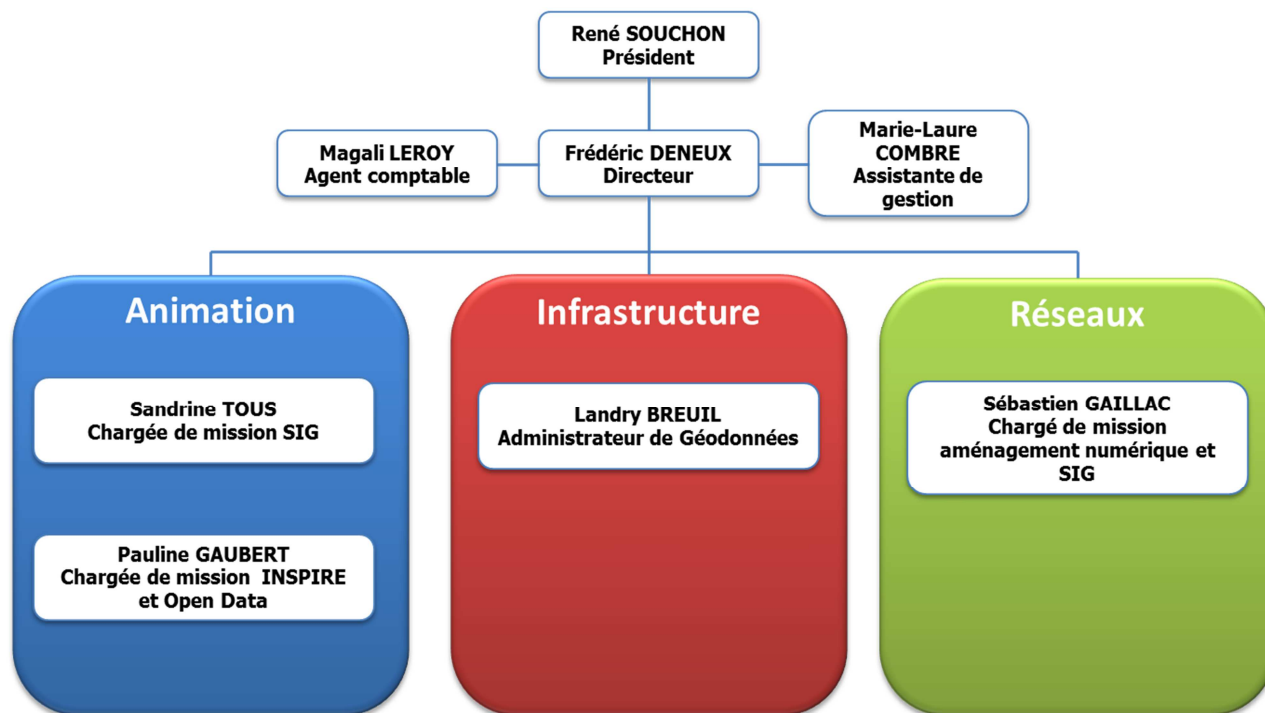 René SOUCHON
Président
Magali LEROY
Agent comptable
Frédéric DENEUX
Directeur
Marie-Laure
COMBRE
Assistante de
gestion
Animation
Sandrine TOUS
Chargée de mission SIG
Pauline GAUBERT
Chargée de mission INSPIRE
et Open Data
Infrastructure
Landry BREUIL
Administrateur de Géodonnées
Réseaux
Sébastien GAILLAC
Chargé de mission
aménagement numérique et
SIG